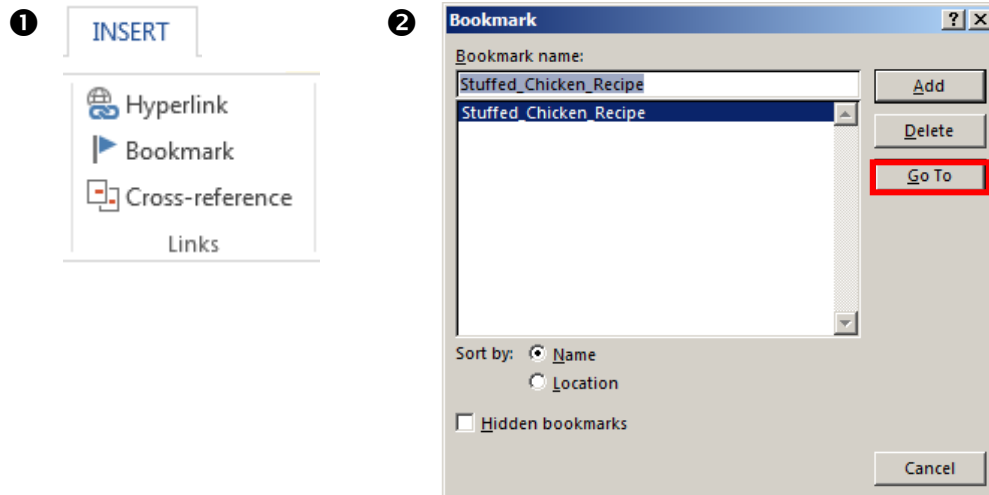 ❶
INSERT
Hyperlink
Bookmark
Cross-reference
Links
❷
Bookmark
? X
Bookmark name:
Stuffed_Chicken_Recipe
Add
Stuffed_Chicken_Recipe
Delete
Go To
Sort by: Name
Location
Hidden bookmarks
Cancel